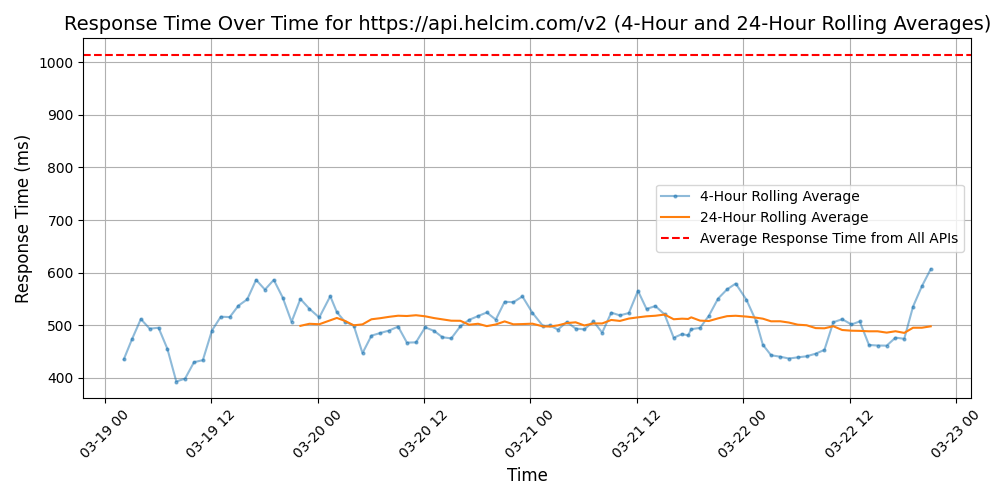 Response Time Over Time for https://api.helcim.com/v2 (4-Hour and 24-Hour Rolling Averages)
Response Time (ms)
1000
900
800
700
600
500
400
4-Hour Rolling Average
24-Hour Rolling Average
Average Response Time from All APIs
03-19 00
03-19 12
03-20 00
03-20 12
03-21 00
03-21 12
03-22 00
03-22 12
03-23 00
Time